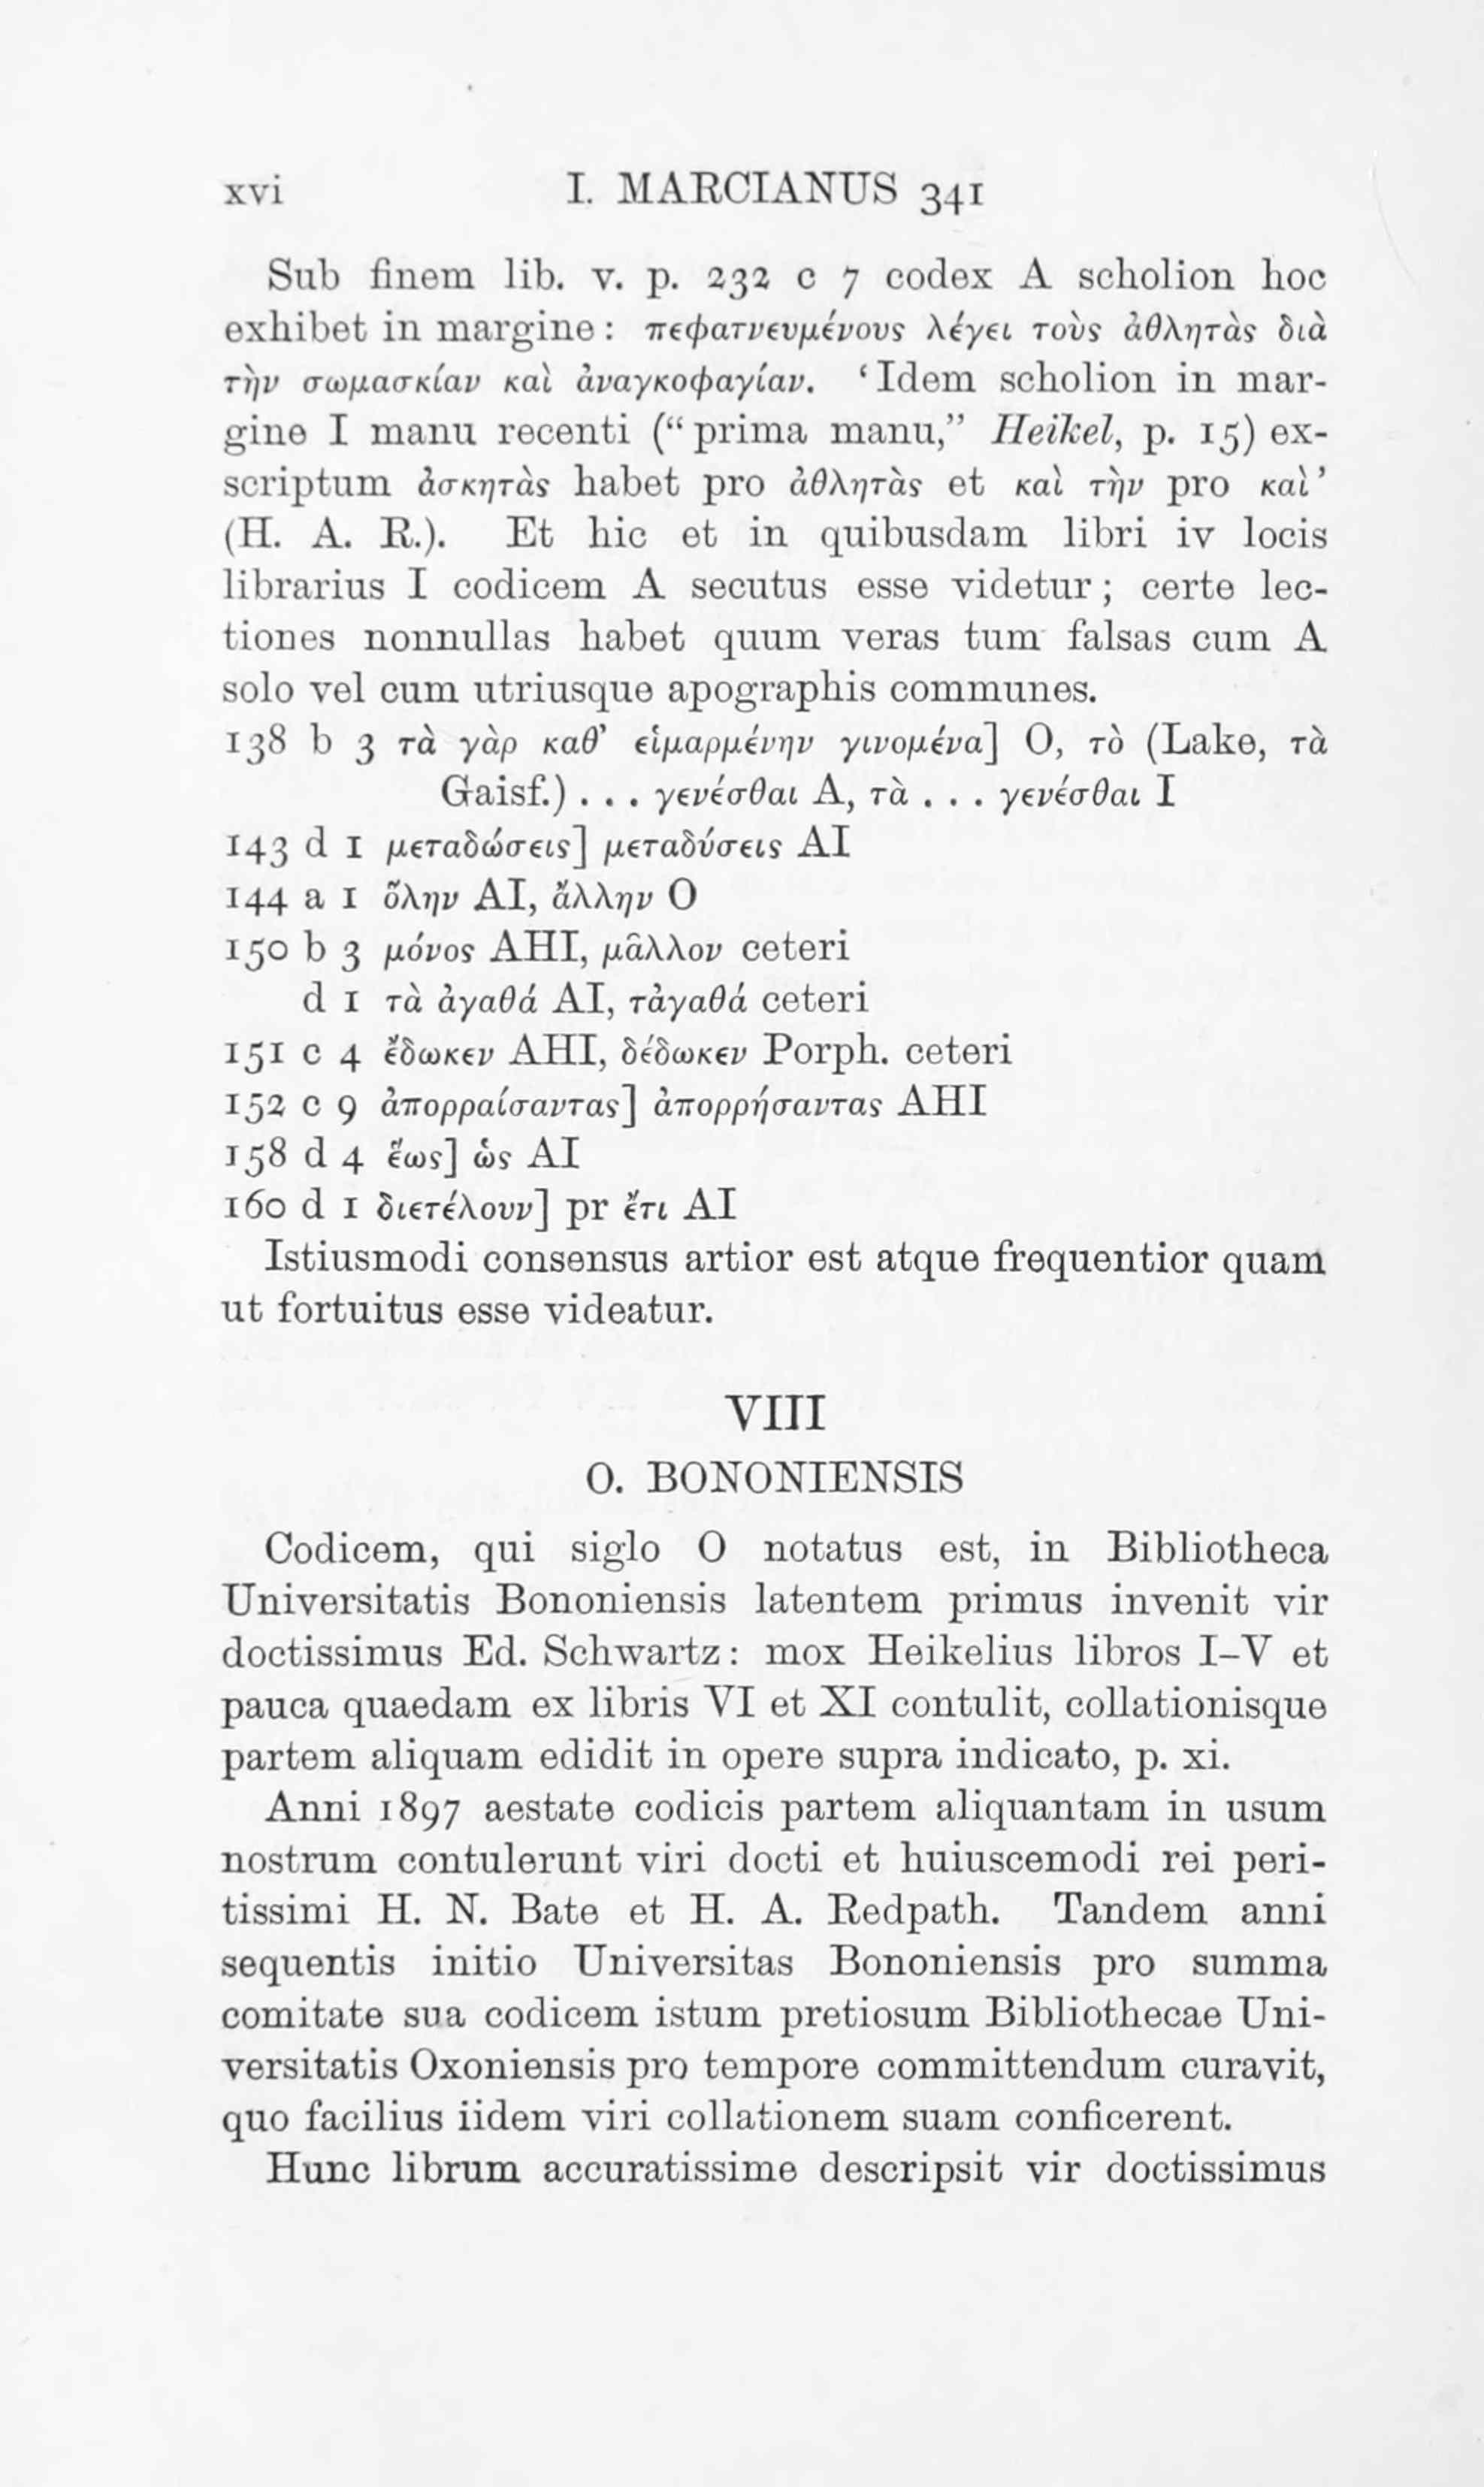 xvi I. MARCIANUS 341
Sub finem lib. v. p. 232 c 7 codex A scholion hoc
exhibet in margine: πεφατνευμένους λέγει τοὺς ἀθλητὰς διὰ
τὴν σωμασκίαν καὶ ἀναγκοφαγίαν. ‘Idem scholion in mar-
gine I manu recenti (“prima manu,” Heikel, p. 15) ex-
scriptum ἀσκητὰς habet pro ἀθλητὰς et καὶ τὴν pro καὶ’
(H. A. R.). Et hic et in quibusdam libri iv locis
librarius I codicem A secutus esse videtur; certe lec-
tiones nonnullas habet quum veras tum falsas cum A
solo vel cum utriusque apographis communes.
138 b 3 τὰ γὰρ καθ’ εἱμαρμένην γινομένα] O, τὸ (Lake, τὰ
Gaisf.) . . . γενέσθαι A, τὰ . . . γενέσθαι I
143 d 1 μεταδώσεις] μεταδύσεις AI
144 a 1 ὅλην AI, ἄλλην O
150 b 3 μόνος AHI, μᾶλλον ceteri
d 1 τὰ ἀγαθά AI, τἀγαθά ceteri
151 c 4 ἔδωκεν AHI, δέδωκεν Porph. ceteri
152 c 9 ἀπορραίσαντας] ἀπορρήσαντας AHI
158 d 4 ἕως] ὡς AI
160 d 1 διετέλουν] pr ἔτι AI
Istiusmodi consensus artior est atque frequentior quam
ut fortuitus esse videatur.
VIII
O. BONONIENSIS
Codicem, qui siglo O notatus est, in Bibliotheca
Universitatis Bononiensis latentem primus invenit vir
doctissimus Ed. Schwartz: mox Heikelius libros I–V et
pauca quaedam ex libris VI et XI contulit, collationisque
partem aliquam edidit in opere supra indicato, p. xi.
Anni 1897 aestate codicis partem aliquantam in usum
nostrum contulerunt viri docti et huiuscemodi rei peri-
tissimi H. N. Bate et H. A. Redpath. Tandem anni
sequentis initio Universitas Bononiensis pro summa
comitate sua codicem istum pretiosum Bibliothecae Uni-
versitatis Oxoniensis pro tempore committendum curavit,
quo facilius iidem viri collationem suam conficerent.
Hunc librum accuratissime descripsit vir doctissimus